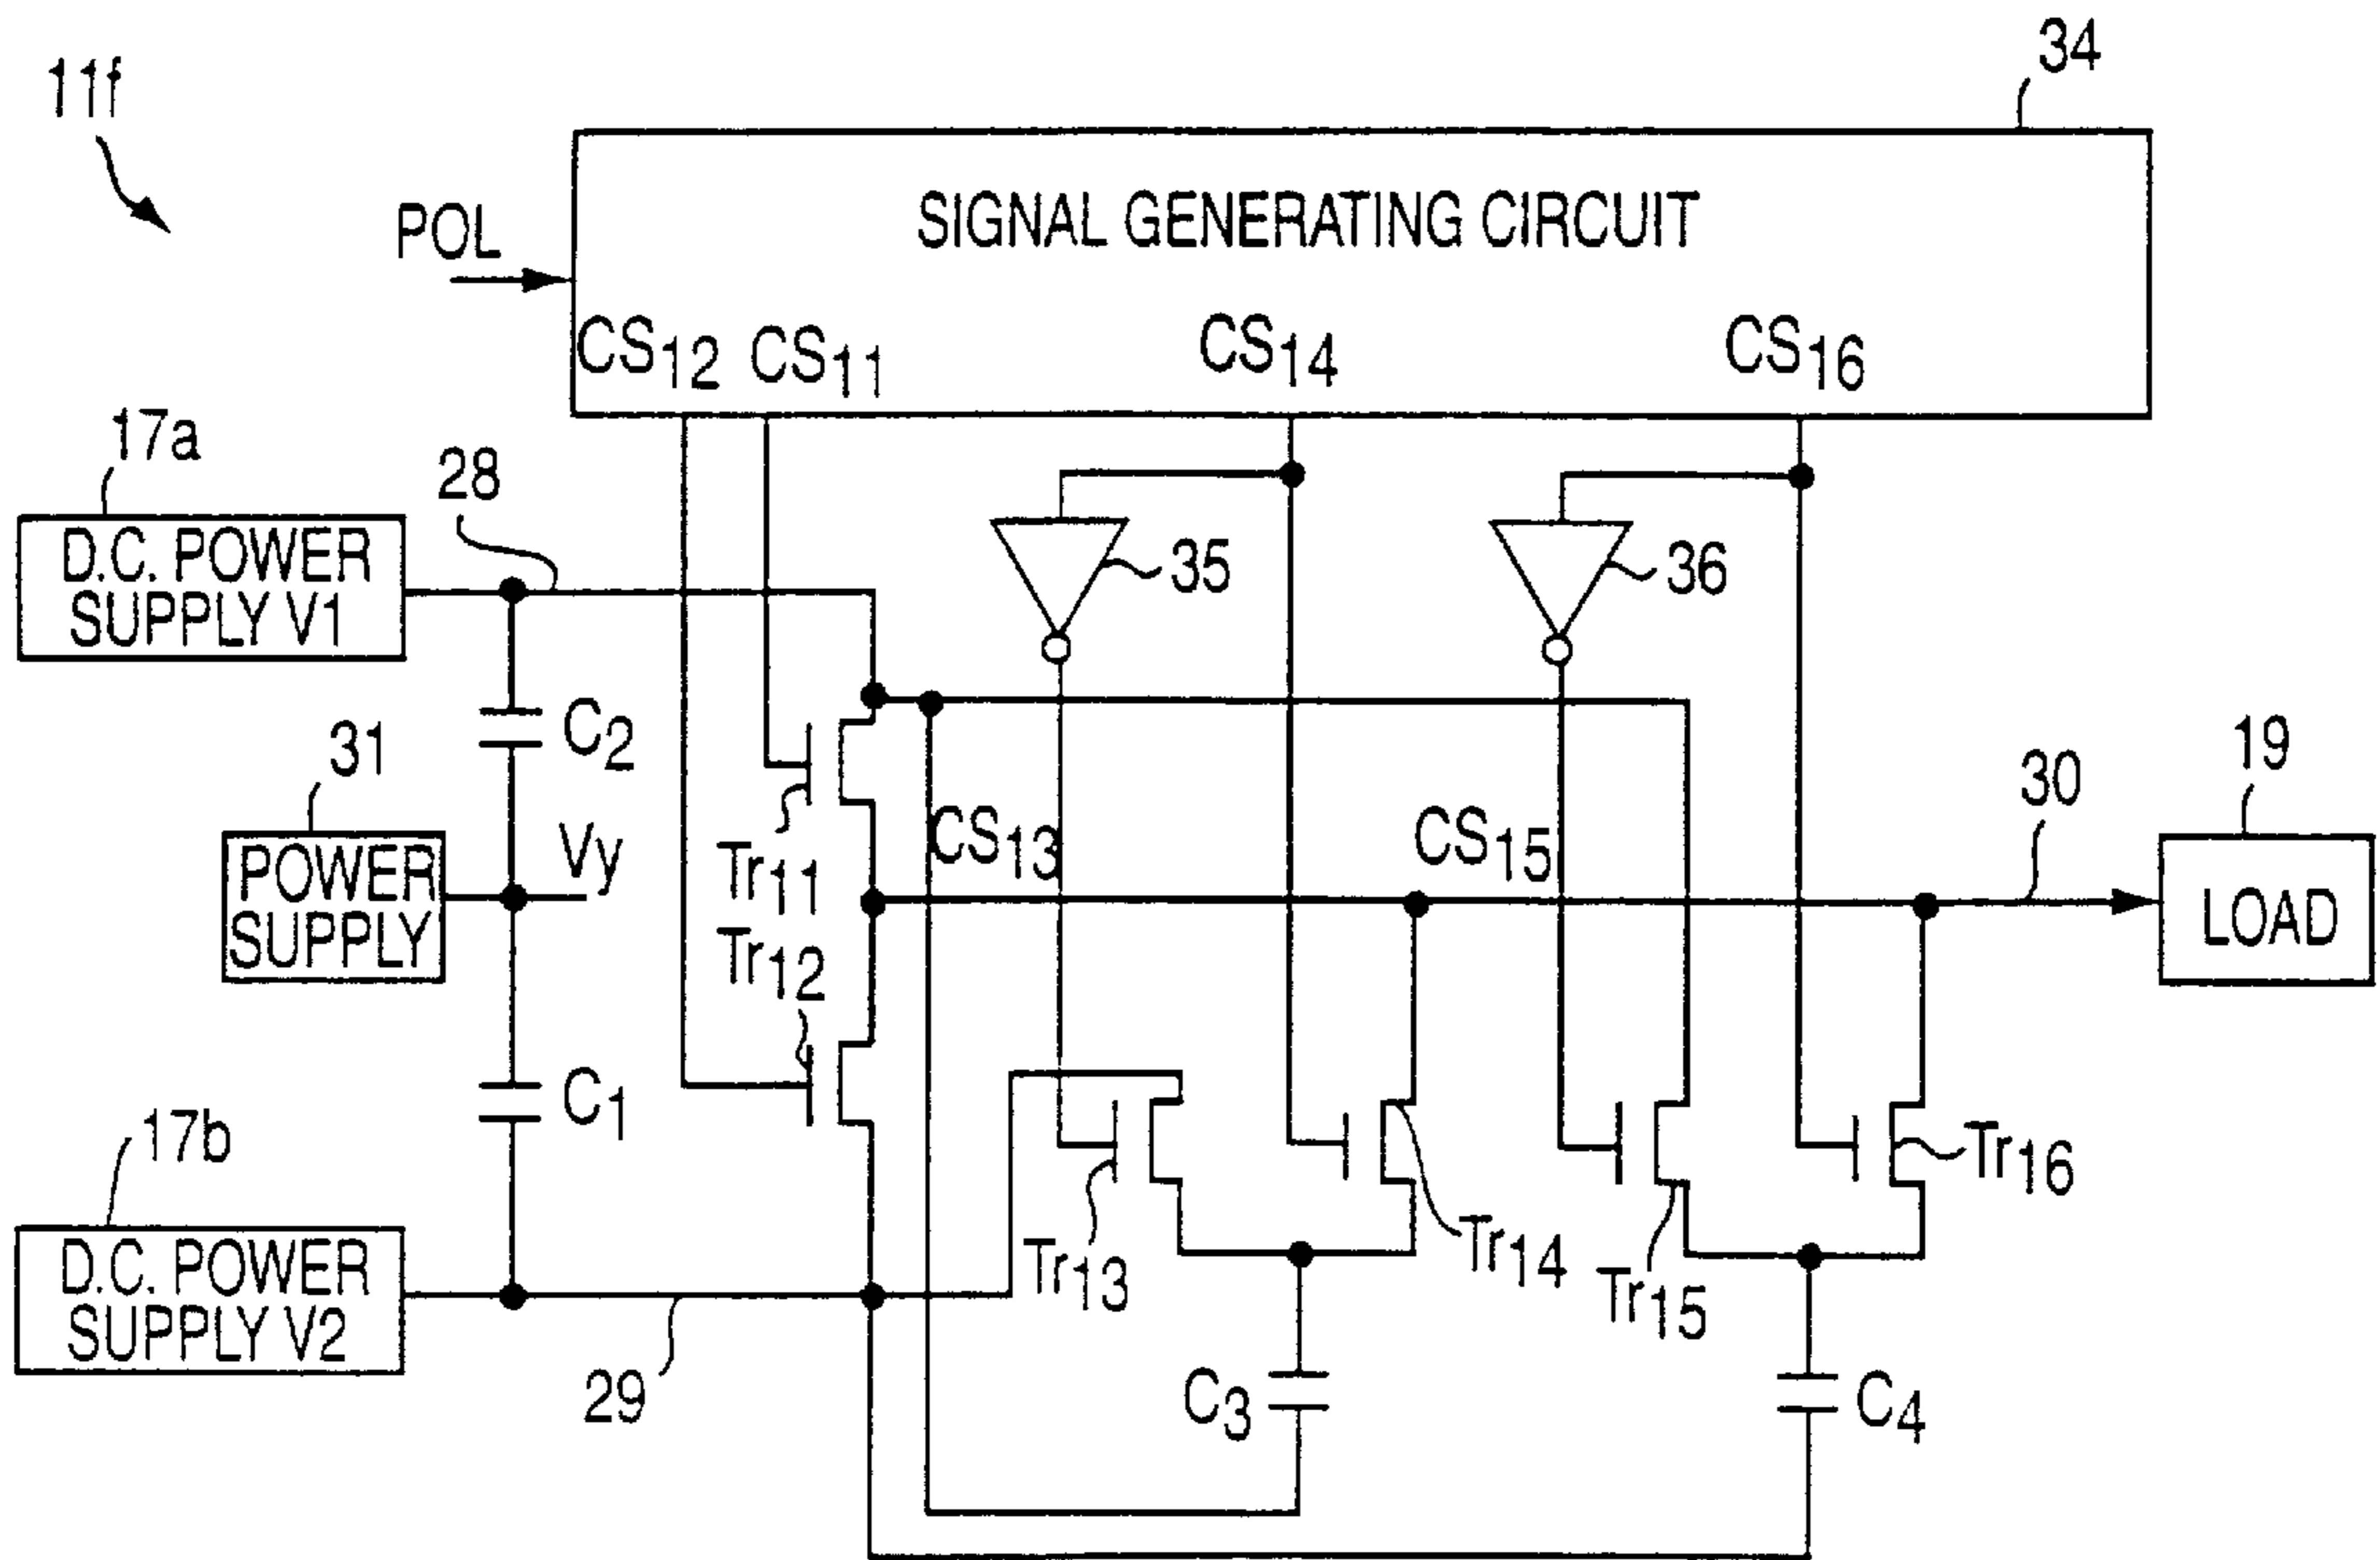 11f
34
SIGNAL GENERATING CIRCUIT
POL
CS12 CS11 CS14 CS16
17a
28
D.C. POWER
SUPPLY V1
35
36
C2
31
19
30
Vy
POWER
SUPPLY
Tr11
CS13
CS15
LOAD
Tr12
C1
17b
Tr16
D.C. POWER
SUPPLY V2
Tr13
Tr14
Tr15
29
C3
C4